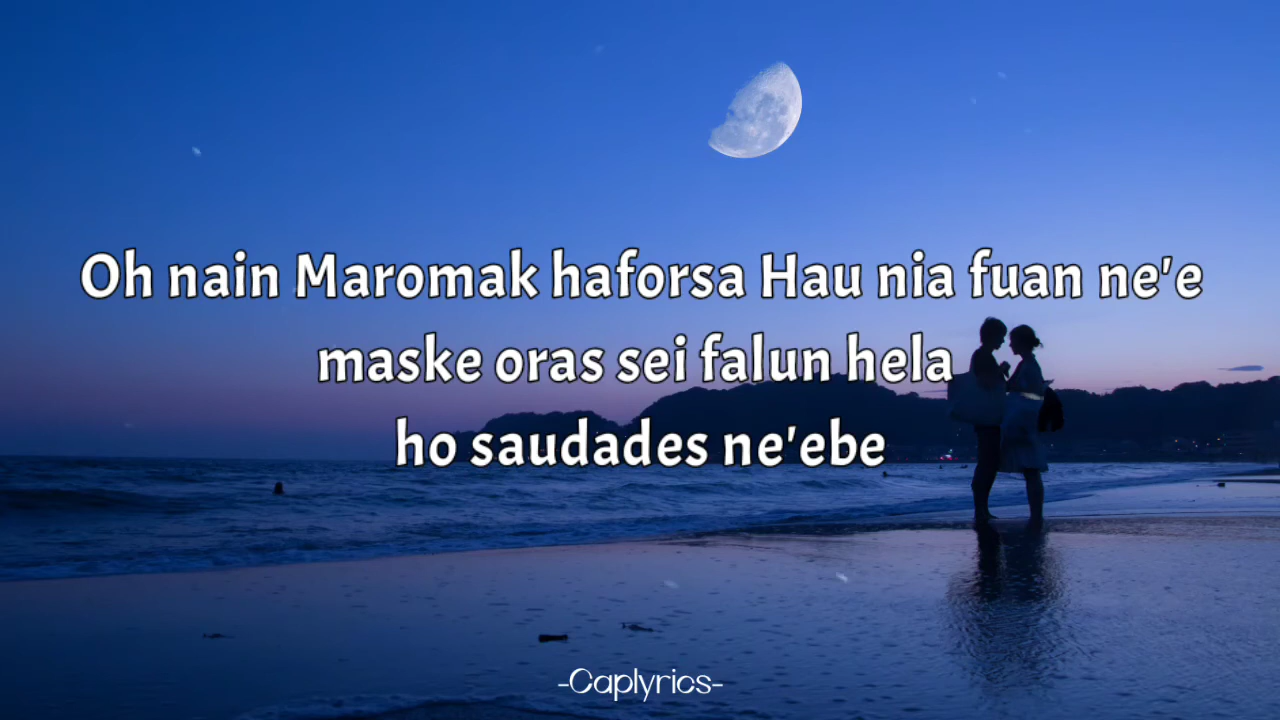 Oh nain Maromak haforsa Hau nia fuan ne'e
maske oras sei falun hela
ho saudades ne'ebe
-Caplyrics-